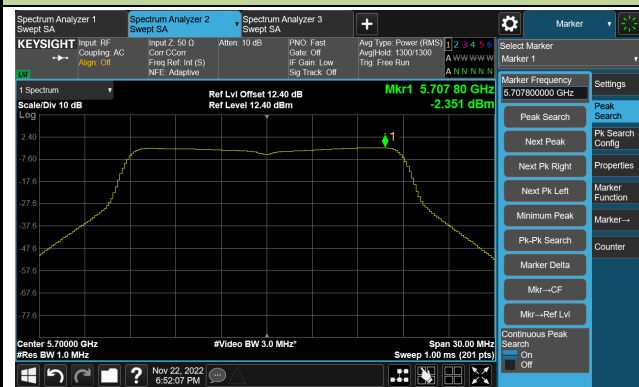 Spectrum Analyzer 1
Swept SA
Spectrum Analyzer 2
Swept SA
Spectrum Analyzer 3
Swept SA
+
Marker
KEYSIGHT
Input: RF
Coupling: AC
Align: Off
Input Z: 50 Ω
Corr CCorr
Freq Ref: Int (S)
NFE: Adaptive
Atten: 10 dB
PNO: Fast
Gate: Off
IF Gain: Low
Sig Track: Off
Avg Type: Power (RMS)
Avg|Hold: 1300/1300
Trig: Free Run
1 2 3 4 5 6
A W W W W W
A N N N N N
LXI
Select Marker
Marker 1
1 Spectrum
Scale/Div 10 dB
Log
Ref Lvl Offset 12.40 dB
Ref Level 12.40 dBm
Mkr1 5.707 80 GHz
-2.351 dBm
2.40
-7.60
-17.6
-27.6
-37.6
-47.6
-57.6
-67.6
-77.6
1
Center 5.70000 GHz
#Res BW 1.0 MHz
#Video BW 3.0 MHz*
Span 30.00 MHz
Sweep 1.00 ms (201 pts)
Marker Frequency
5.707800000 GHz
Peak Search
Next Peak
Next Pk Right
Next Pk Left
Minimum Peak
Pk-Pk Search
Marker Delta
Mkr→CF
Mkr→Ref Lvl
Continuous Peak
Search
On
Off
Settings
Peak
Search
Pk Search
Config
Properties
Marker
Function
Marker→
Counter
?
Nov 22, 2022
6:52:07 PM